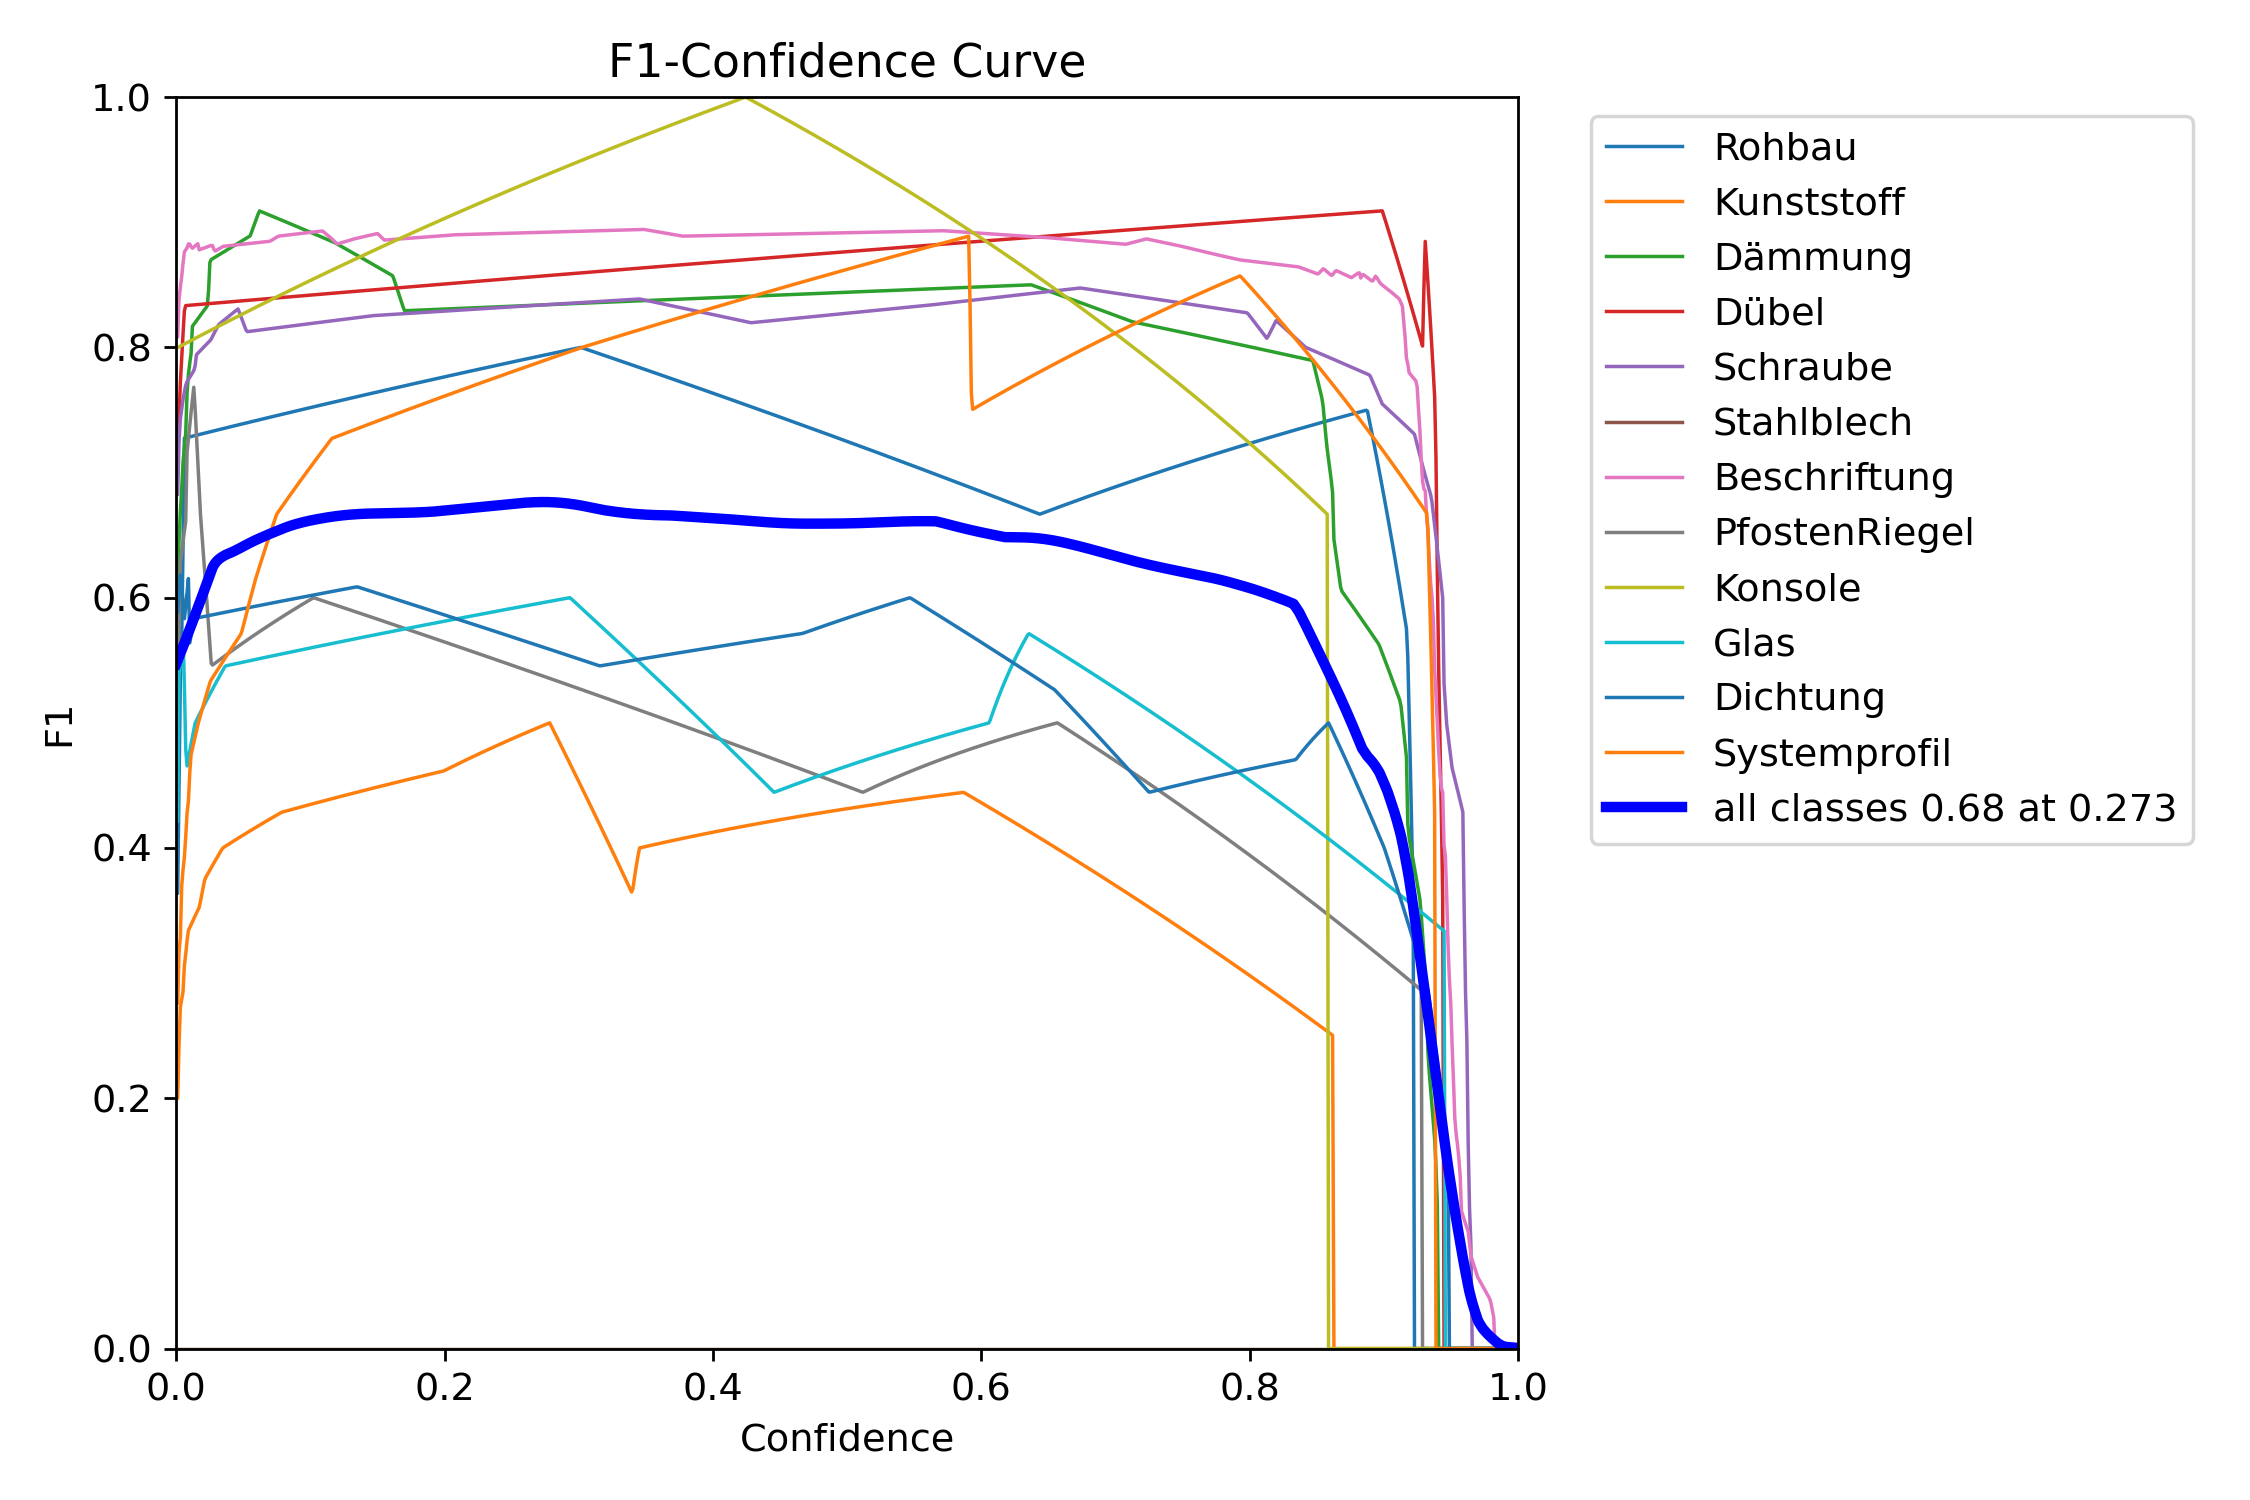 F1-Confidence Curve
1.0
0.8
0.6
0.4
0.2
0.0
F1
0.0 0.2 0.4 0.6 0.8 1.0
Confidence
Rohbau
Kunststoff
Dämmung
Dübel
Schraube
Stahlblech
Beschriftung
PfostenRiegel
Konsole
Glas
Dichtung
Systemprofil
all classes 0.68 at 0.273